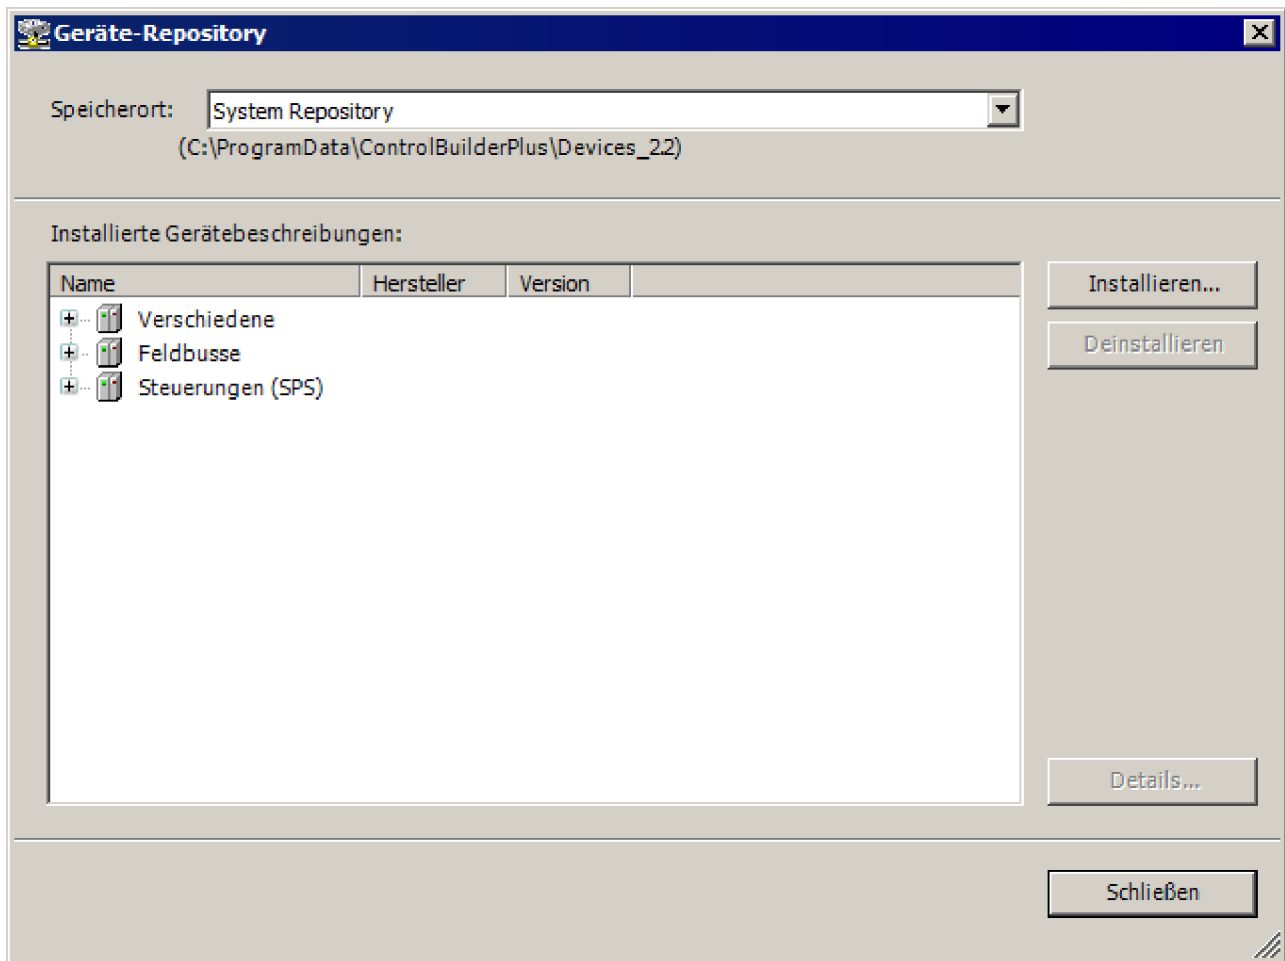 Geräte-Repository
Speicherort: System Repository
(C:\ProgramData\ControlBuilderPlus\Devices_2.2)
Installierte Gerätebeschreibungen:
Name Hersteller Version
Verschiedene
Feldbusse
Steuerungen (SPS)
Installieren...
Deinstallieren
Details...
Schließen